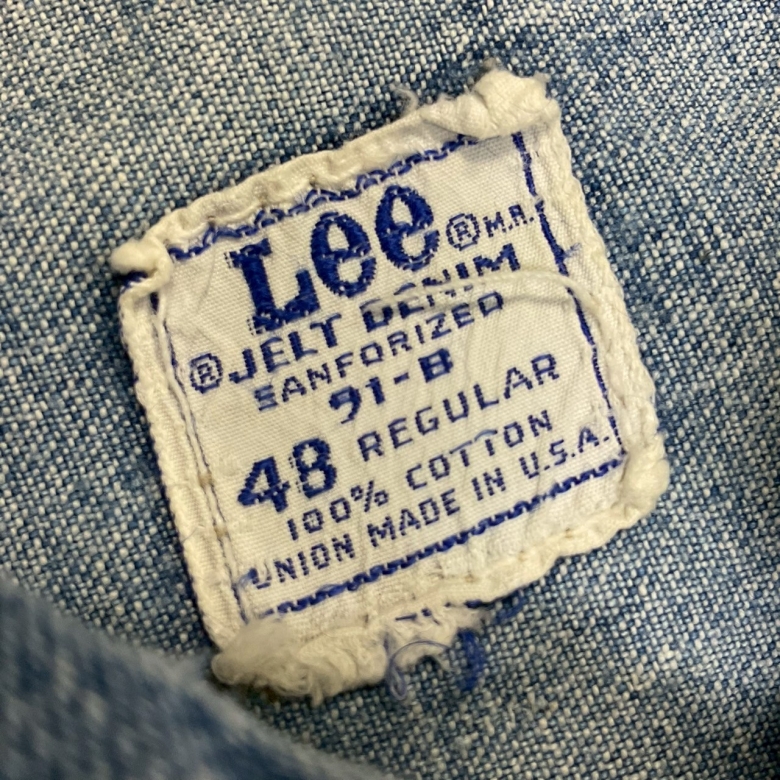 Lee ® M.R.
® JELT DENIM
SANFORIZED
91-B
48 REGULAR
100% COTTON
UNION MADE IN U.S.A.